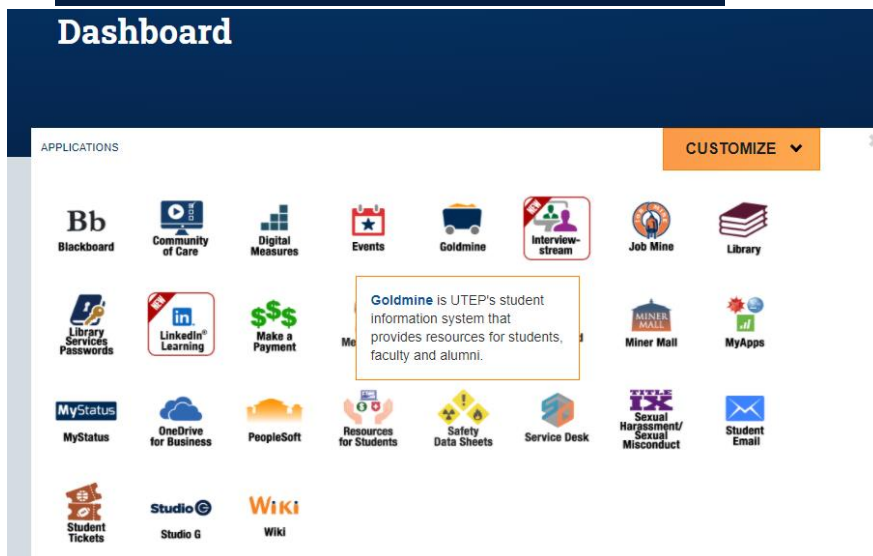 Dashboard
APPLICATIONS
CUSTOMIZE
Bb
Blackboard
Community
of Care
Digital
Measures
Events
Goldmine
NEW
Interview-
stream
JOB MINE
Job Mine
Library
Library
Services
Passwords
NEW
in
LinkedIn®
Learning
$$$
Make a
Payment
Me
Goldmine is UTEP's student
information system that
provides resources for students,
faculty and alumni.
d
MINER
MALL
Miner Mall
MyApps
MyStatus
MyStatus
OneDrive
for Business
PeopleSoft
Resources
for Students
Safety
Data Sheets
Service Desk
TITLE
IX
Sexual
Harassment/
Sexual
Misconduct
Student
Email
Student
Tickets
Studio G
Studio G
WiKi
Wiki